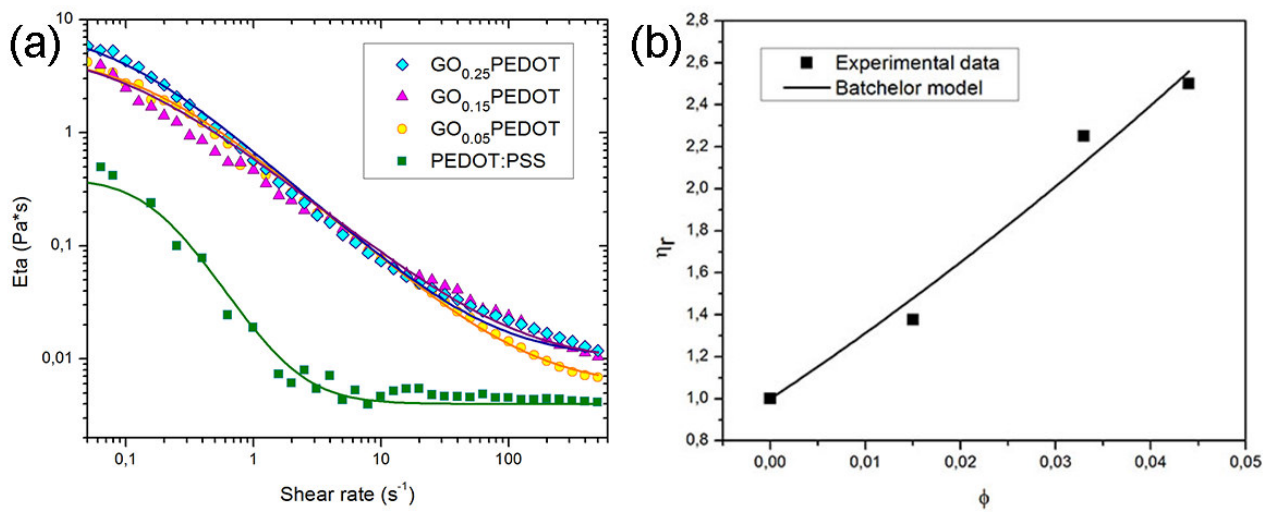 (a)
10
1
0,1
0,01
Eta (Pa*s)
GO0.25PEDOT
GO0.15PEDOT
GO0.05PEDOT
PEDOT:PSS
0,1
1
10
100
Shear rate (s-1)
(b)
2,8
2,6
2,4
2,2
2,0
1,8
1,6
1,4
1,2
1,0
0,8
ηr
Experimental data
Batchelor model
0,00
0,01
0,02
0,03
0,04
0,05
ϕ